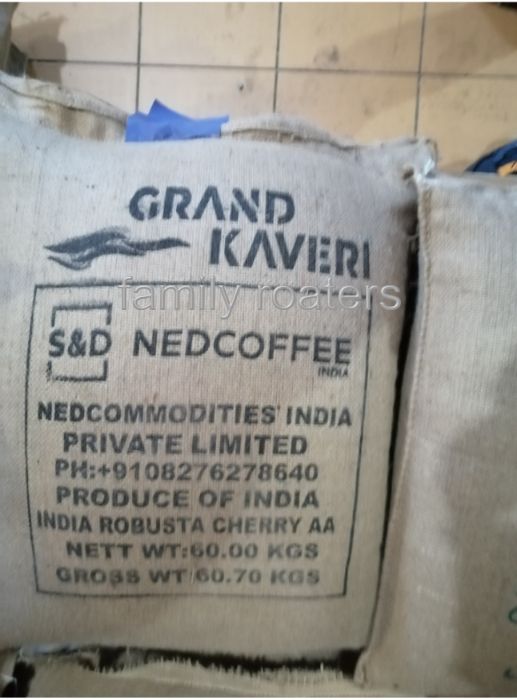 GRAND
KAVERI
family roaters
S&D NEDCOFFEE
INDIA
NEDCOMMODITIES INDIA
PRIVATE LIMITED
PH:+9108276278640
PRODUCE OF INDIA
INDIA ROBUSTA CHERRY AA
NETT WT:60.00 KGS
GROSS WT:60.70 KGS